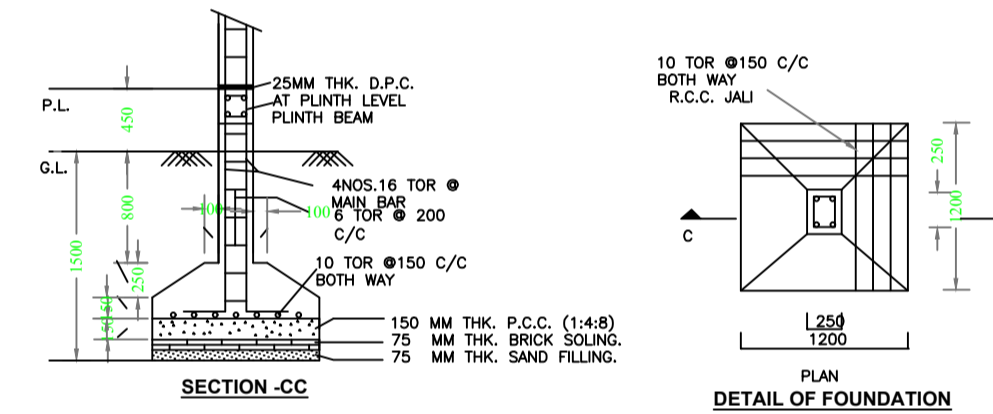 25MM THK. D.P.C.
AT PLINTH LEVEL
PLINTH BEAM
P.L.
450
G.L.
4NOS.16 TOR @
MAIN BAR
6 TOR @ 200
C/C
100
100
800
1500
250
10 TOR @150 C/C
BOTH WAY
150
150 MM THK. P.C.C. (1:4:8)
75 MM THK. BRICK SOLING.
75 MM THK. SAND FILLING.
SECTION -CC
10 TOR @150 C/C
BOTH WAY
R.C.C. JALI
250
1200
C
250
1200
PLAN
DETAIL OF FOUNDATION